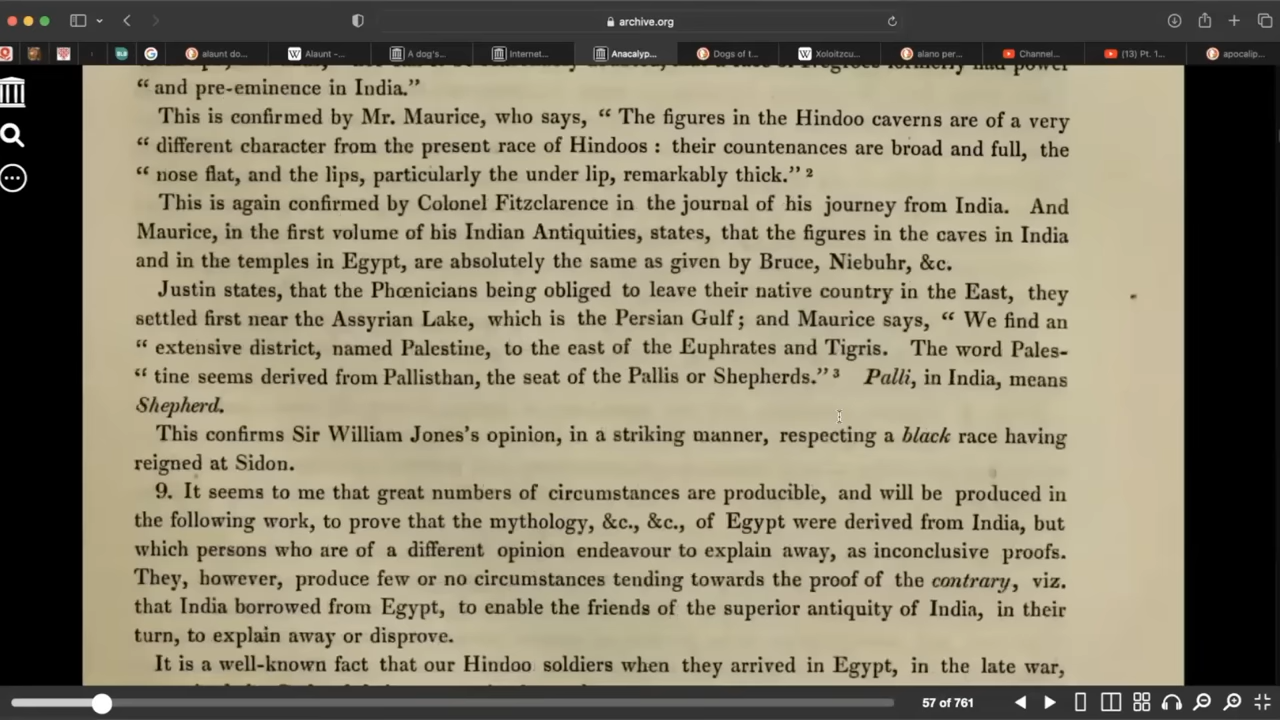 archive.org
alaunt do...
Alaunt –...
A dog's...
Internet...
Anacalyp...
Dogs of t...
Xoloitzcu...
alano per...
Channel...
(13) Pt. 1...
apocalip...
“ and pre-eminence in India.”
This is confirmed by Mr. Maurice, who says, “ The figures in the Hindoo caverns are of a very
“ different character from the present race of Hindoos : their countenances are broad and full, the
“ nose flat, and the lips, particularly the under lip, remarkably thick.” 2
This is again confirmed by Colonel Fitzclarence in the journal of his journey from India. And
Maurice, in the first volume of his Indian Antiquities, states, that the figures in the caves in India
and in the temples in Egypt, are absolutely the same as given by Bruce, Niebuhr, &c.
Justin states, that the Phœnicians being obliged to leave their native country in the East, they
settled first near the Assyrian Lake, which is the Persian Gulf; and Maurice says, “ We find an
“ extensive district, named Palestine, to the east of the Euphrates and Tigris. The word Pales-
“ tine seems derived from Pallisthan, the seat of the Pallis or Shepherds.” 3 Palli, in India, means
Shepherd.
This confirms Sir William Jones's opinion, in a striking manner, respecting a black race having
reigned at Sidon.
9. It seems to me that great numbers of circumstances are producible, and will be produced in
the following work, to prove that the mythology, &c., &c., of Egypt were derived from India, but
which persons who are of a different opinion endeavour to explain away, as inconclusive proofs.
They, however, produce few or no circumstances tending towards the proof of the contrary, viz.
that India borrowed from Egypt, to enable the friends of the superior antiquity of India, in their
turn, to explain away or disprove.
It is a well-known fact that our Hindoo soldiers when they arrived in Egypt, in the late war,
57 of 761